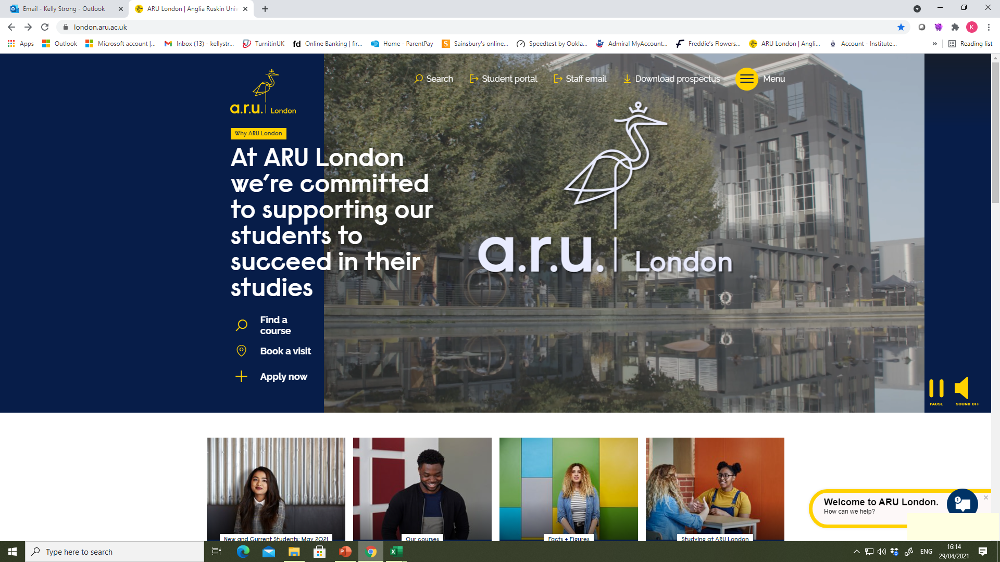 Email - Kelly Strong - Outlook
ARU London | Anglia Ruskin Univ
london.aru.ac.uk
K
Apps
Outlook
Microsoft account |...
Inbox (13) - kellystr...
TurnitinUK
fd Online Banking | fir...
Home - ParentPay
S Sainsbury's online...
Speedtest by Ookla...
Admiral MyAccount...
Freddie's Flowers...
ARU London | Angli...
Account - Institute...
»
Reading list
a.r.u. | London
Search
Student portal
Staff email
Download prospectus
Menu
Why ARU London
At ARU London
we're committed
to supporting our
students to
succeed in their
studies
a.r.u. | London
Find a
course
Book a visit
Apply now
PAUSE
SOUND OFF
New and Current Students: May 2021
Our courses
Facts + Figures
Studying at ARU London
Welcome to ARU London.
How can we help?
1
Type here to search
ENG
16:14
29/04/2021